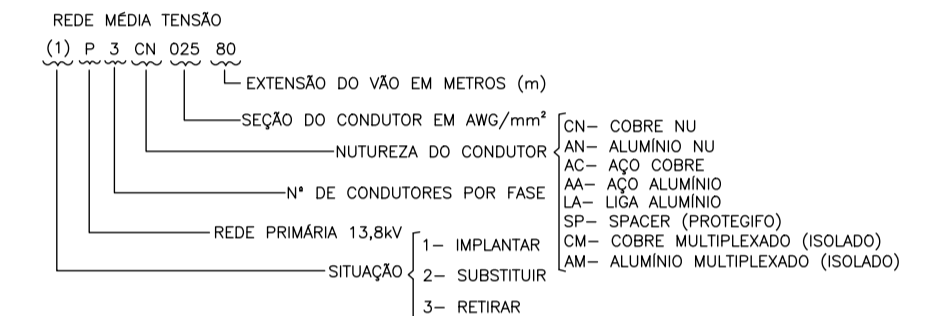 REDE MÉDIA TENSÃO
(1) P 3 CN 025 80
EXTENSÃO DO VÃO EM METROS (m)
SEÇÃO DO CONDUTOR EM AWG/mm²
NUTUREZA DO CONDUTOR
CN– COBRE NU
AN– ALUMÍNIO NU
AC– AÇO COBRE
AA– AÇO ALUMÍNIO
LA– LIGA ALUMÍNIO
SP– SPACER (PROTEGIFO)
CM– COBRE MULTIPLEXADO (ISOLADO)
AM– ALUMÍNIO MULTIPLEXADO (ISOLADO)
N° DE CONDUTORES POR FASE
REDE PRIMÁRIA 13,8kV
SITUAÇÃO
1– IMPLANTAR
2– SUBSTITUIR
3– RETIRAR